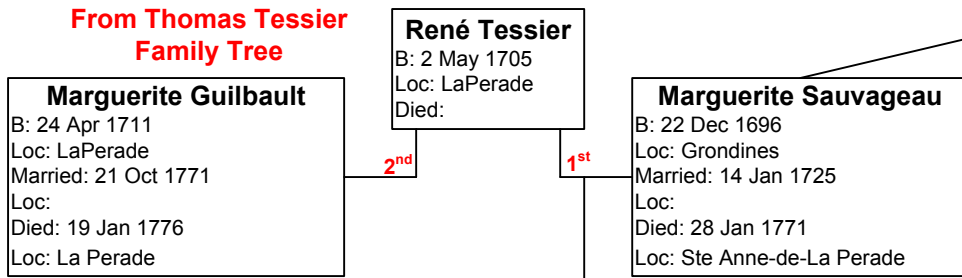 From Thomas Tessier
Family Tree
René Tessier
B: 2 May 1705
Loc: LaPerade
Died:
Marguerite Guilbault
B: 24 Apr 1711
Loc: LaPerade
Married: 21 Oct 1771
Loc:
Died: 19 Jan 1776
Loc: La Perade
2nd
1st
Marguerite Sauvageau
B: 22 Dec 1696
Loc: Grondines
Married: 14 Jan 1725
Loc:
Died: 28 Jan 1771
Loc: Ste Anne-de-La Perade